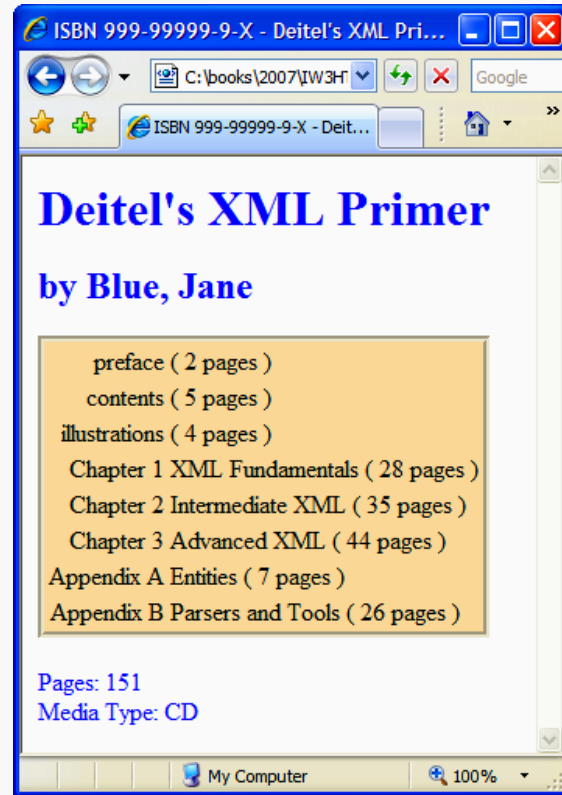 ISBN 999-99999-9-X - Deitel's XML Pri...
C:\books\2007\IW3HT
Google
ISBN 999-99999-9-X - Deit...
»
Deitel's XML Primer
by Blue, Jane
preface ( 2 pages )
contents ( 5 pages )
illustrations ( 4 pages )
Chapter 1 XML Fundamentals ( 28 pages )
Chapter 2 Intermediate XML ( 35 pages )
Chapter 3 Advanced XML ( 44 pages )
Appendix A Entities ( 7 pages )
Appendix B Parsers and Tools ( 26 pages )
Pages: 151
Media Type: CD
My Computer
100%